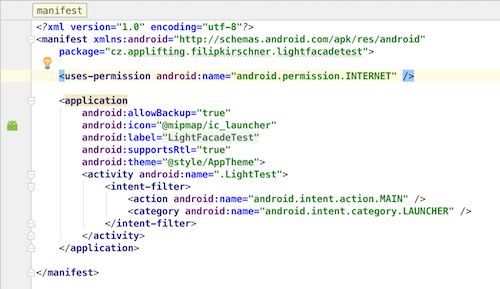 manifest
<?xml version="1.0" encoding="utf-8"?>
<manifest xmlns:android="http://schemas.android.com/apk/res/android"
package="cz.applifting.filipkirschner.lightfacadetest">
<uses-permission android:name="android.permission.INTERNET" />
<application
android:allowBackup="true"
android:icon="@mipmap/ic_launcher"
android:label="LightFacadeTest"
android:supportsRtl="true"
android:theme="@style/AppTheme">
<activity android:name=".LightTest">
<intent-filter>
<action android:name="android.intent.action.MAIN" />
<category android:name="android.intent.category.LAUNCHER" />
</intent-filter>
</activity>
</application>
</manifest>